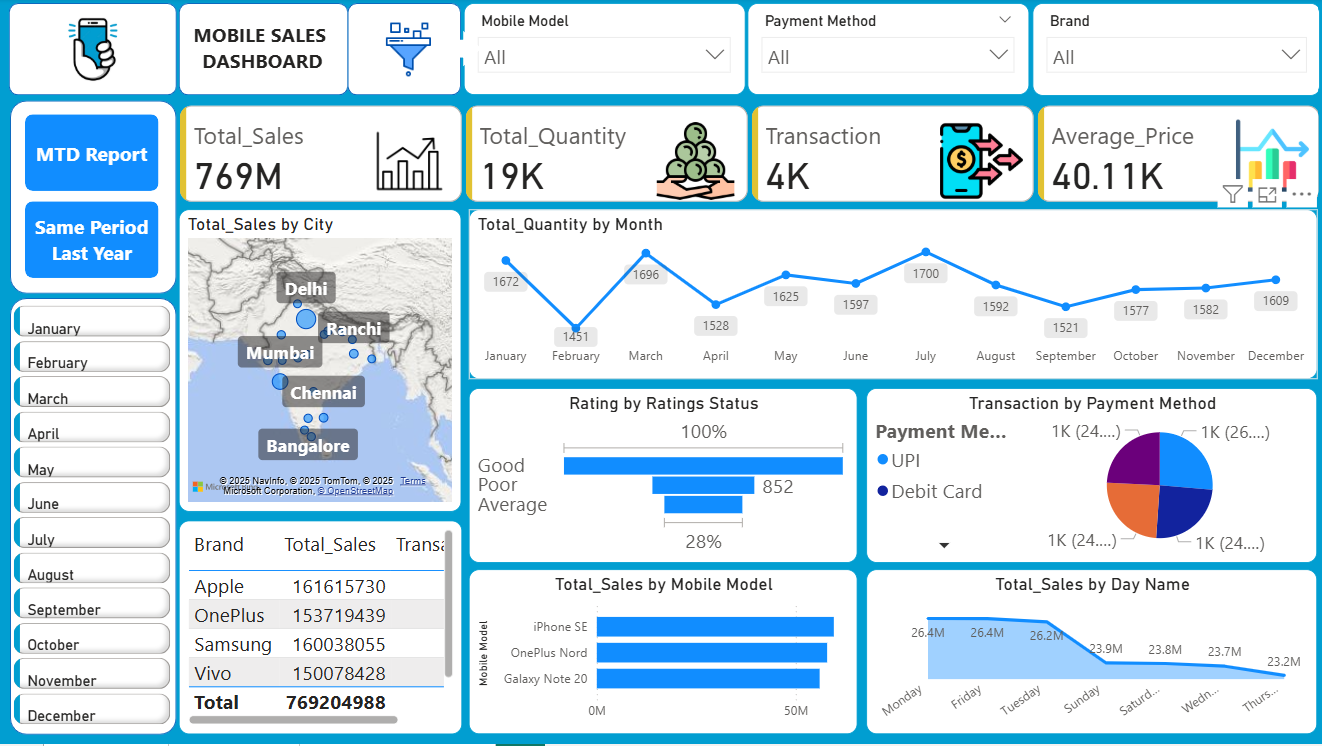 MOBILE SALES
DASHBOARD
Mobile Model
All
Payment Method
All
Brand
All
MTD Report
Same Period
Last Year
Total_Sales
769M
Total_Quantity
19K
Transaction
4K
Average_Price
40.11K
January
February
March
April
May
June
July
August
September
October
November
December
Total_Sales by City
Delhi
Ranchi
Mumbai
Chennai
Bangalore
© 2025 NavInfo, © 2025 TomTom, © 2025 Terms
Microsoft Corporation, © OpenStreetMap
Total_Quantity by Month
1672
1451
1696
1528
1625
1597
1700
1592
1521
1577
1582
1609
January February March April May June July August September October November December
Brand Total_Sales Transa
Apple 161615730
OnePlus 153719439
Samsung 160038055
Vivo 150078428
Total 769204988
Rating by Ratings Status
100%
Good
Poor 852
Average
28%
Transaction by Payment Method
Payment Me...
UPI
Debit Card
1K (24....) 1K (26....)
1K (24....) 1K (24....)
Total_Sales by Mobile Model
Mobile Model
iPhone SE
OnePlus Nord
Galaxy Note 20
0M 50M
Total_Sales by Day Name
26.4M 26.4M 26.2M 23.9M 23.8M 23.7M 23.2M
Monday Friday Tuesday Sunday Saturd... Wedn... Thurs...